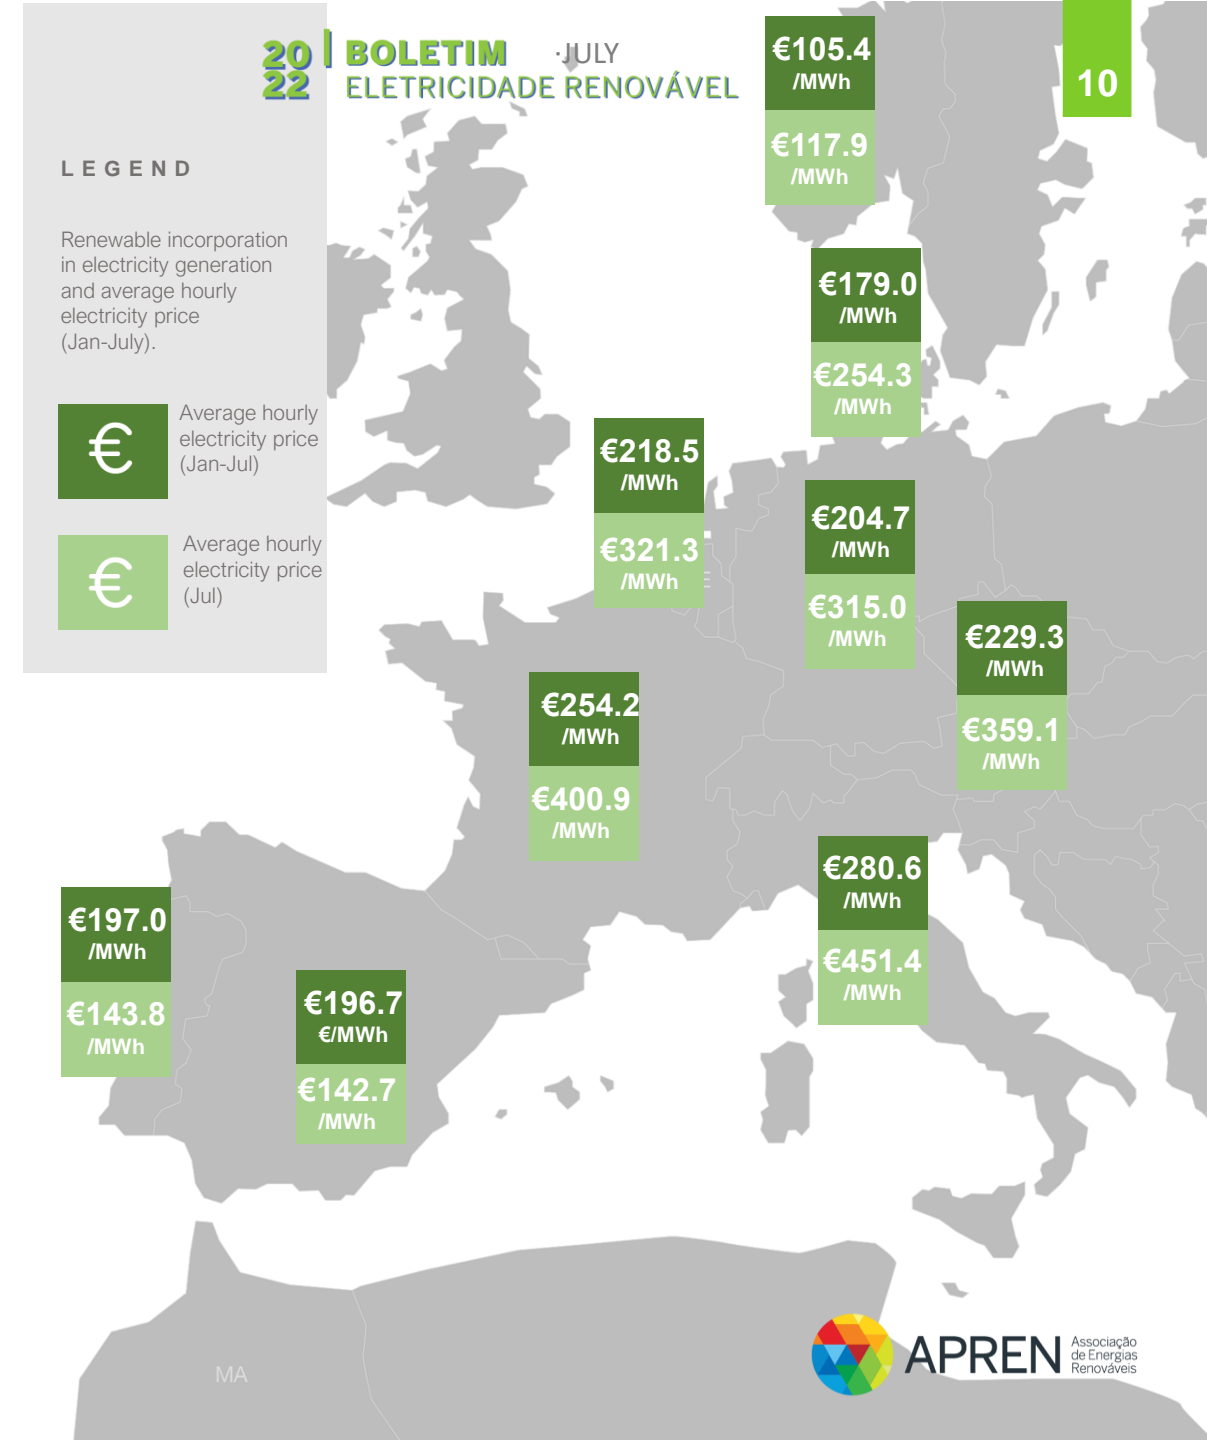 20 | BOLETIM ·JULY
22 ELETRICIDADE RENOVÁVEL
10
LEGEND
Renewable incorporation
in electricity generation
and average hourly
electricity price
(Jan-July).
€
Average hourly
electricity price
(Jan-Jul)
€
Average hourly
electricity price
(Jul)
€105.4
/MWh
€117.9
/MWh
€179.0
/MWh
€254.3
/MWh
€218.5
/MWh
€321.3
/MWh
E
€204.7
/MWh
€315.0
/MWh
€229.3
/MWh
€359.1
/MWh
€254.2
/MWh
€400.9
/MWh
€280.6
/MWh
€451.4
/MWh
€197.0
/MWh
€143.8
/MWh
€196.7
€/MWh
€142.7
/MWh
MA
APREN
Associação
de Energias
Renováveis